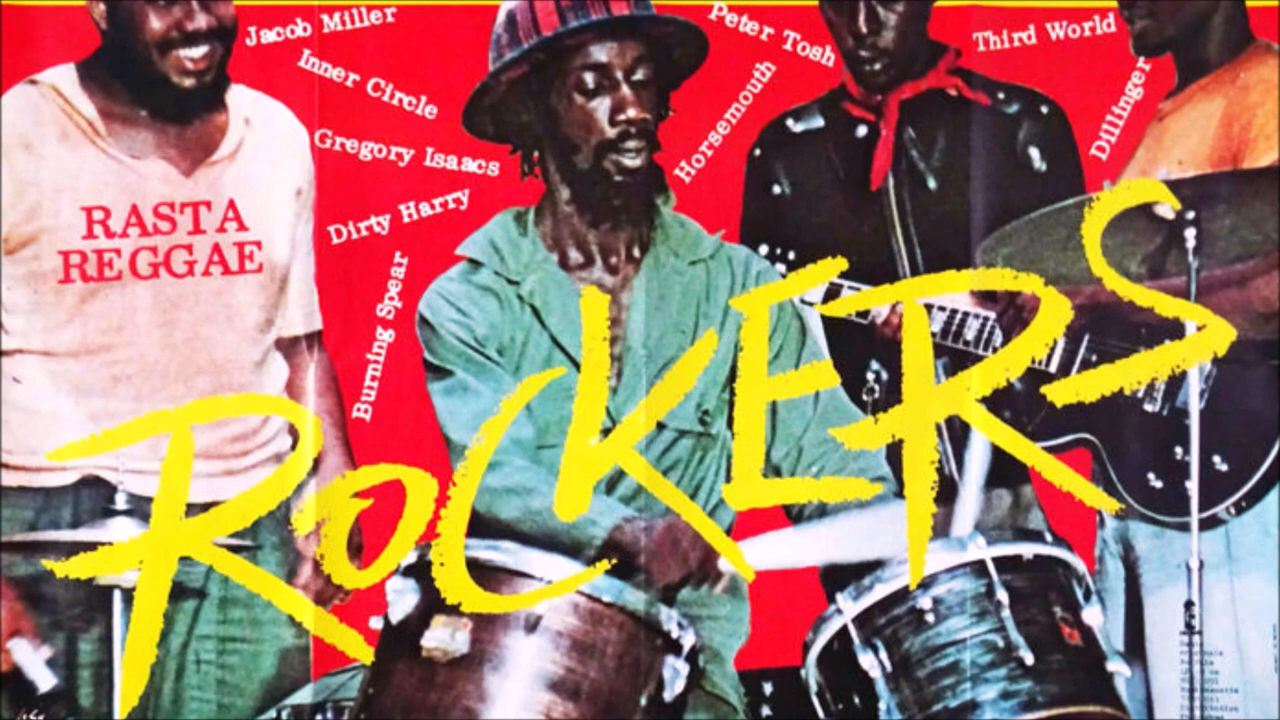 Jacob Miller
Inner Circle
Gregory Isaacs
Dirty Harry
Burning Spear
Peter Tosh
Horsemouth
Third World
Dillinger
RASTA
REGGAE
ROCKERS